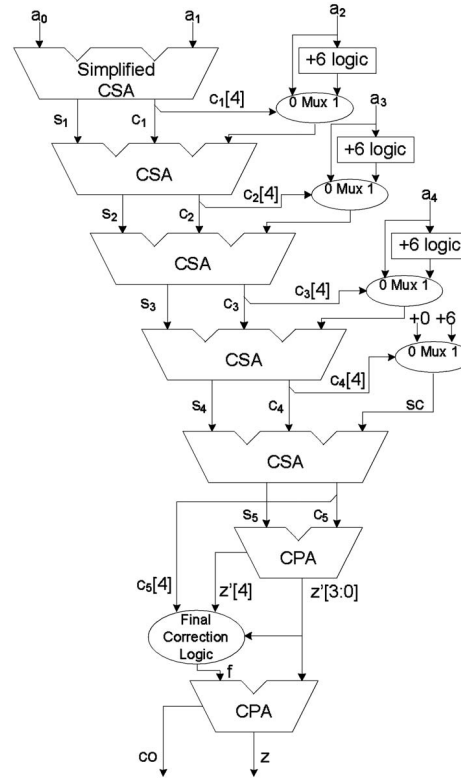 a0 a1 a2
Simplified
CSA
+6 logic
s1 c1 c1[4] 0 Mux 1
a3
CSA
+6 logic
s2 c2 c2[4] 0 Mux 1
a4
CSA
+6 logic
s3 c3 c3[4] 0 Mux 1
+0 +6
CSA
0 Mux 1
s4 c4 c4[4] sc
CSA
s5 c5
CPA
c5[4] z'[4] z'[3:0]
Final
Correction
Logic
f
CPA
co z